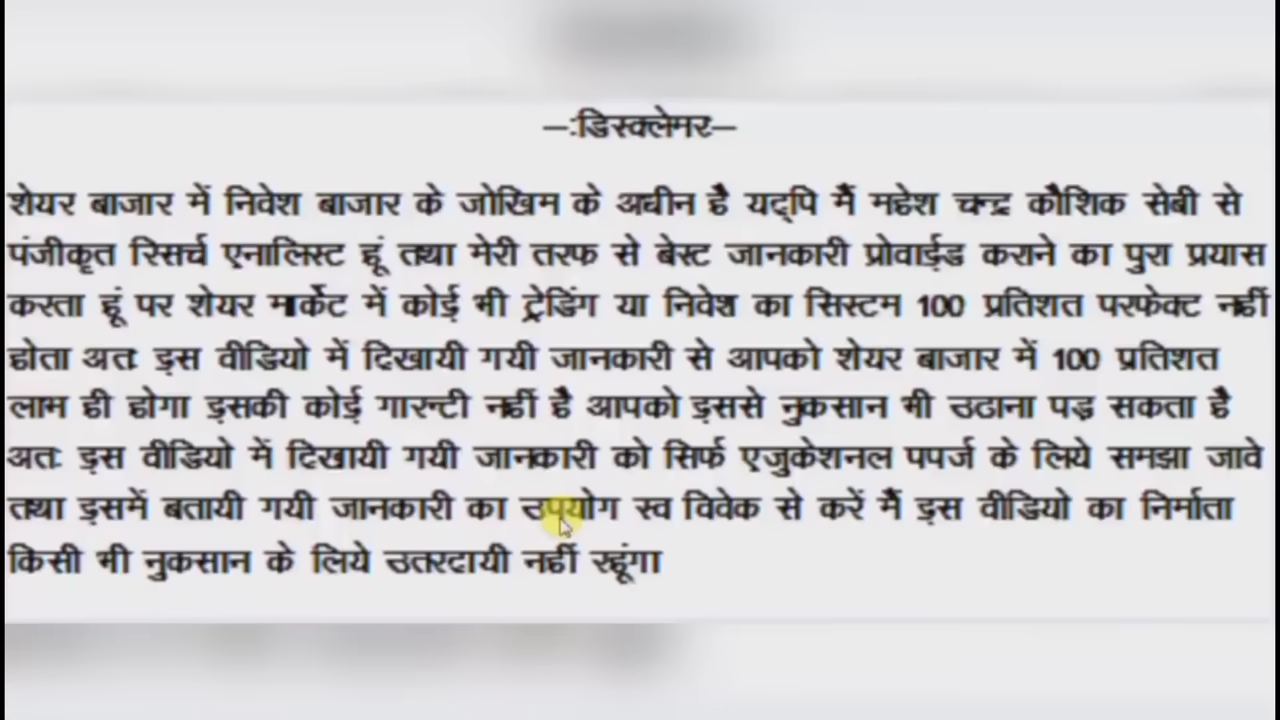 —:डिस्क्लेमर—
शेयर बाजार में निवेश बाजार के जोखिम के अधीन है यद्पि मैं महेश चन्द्र कौशिक सेबी से
पंजीकृत रिसर्च एनालिस्ट हूं तथा मेरी तरफ से बेस्ट जानकारी प्रोवाईड कराने का पुरा प्रयास
करता हूं पर शेयर मार्केट में कोई भी ट्रेडिंग या निवेश का सिस्टम 100 प्रतिशत परफेक्ट नहीं
होता अतः इस वीडियो में दिखायी गयी जानकारी से आपको शेयर बाजार में 100 प्रतिशत
लाभ ही होगा इसकी कोई गारन्टी नहीं है आपको इससे नुकसान भी उठाना पड़ सकता है
अतः इस वीडियो में दिखायी गयी जानकारी को सिर्फ एजुकेशनल पपर्ज के लिये समझा जावे
तथा इसमें बतायी गयी जानकारी का उपयोग स्व विवेक से करें मैं इस वीडियो का निर्माता
किसी भी नुकसान के लिये उतरदायी नहीं रहूंगा